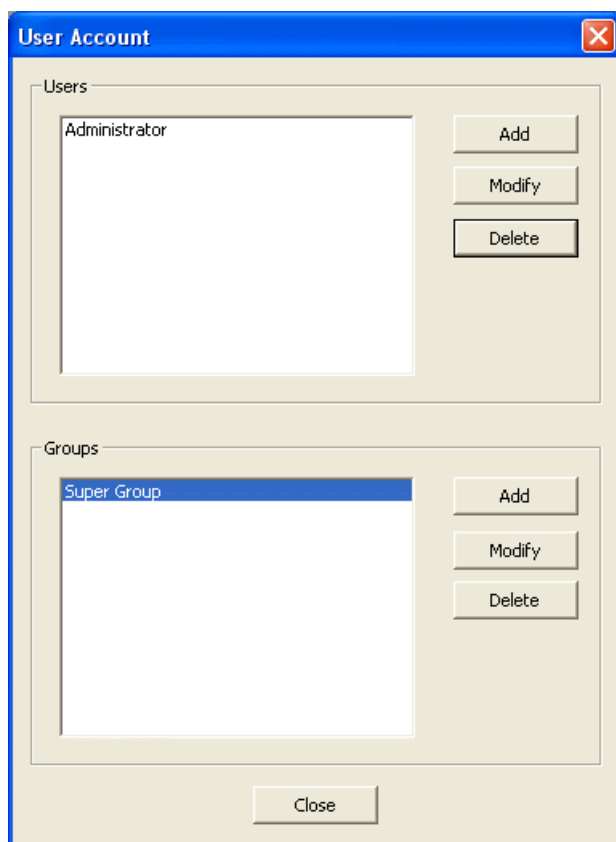 User Account
Users
Administrator
Add
Modify
Delete
Groups
Super Group
Add
Modify
Delete
Close